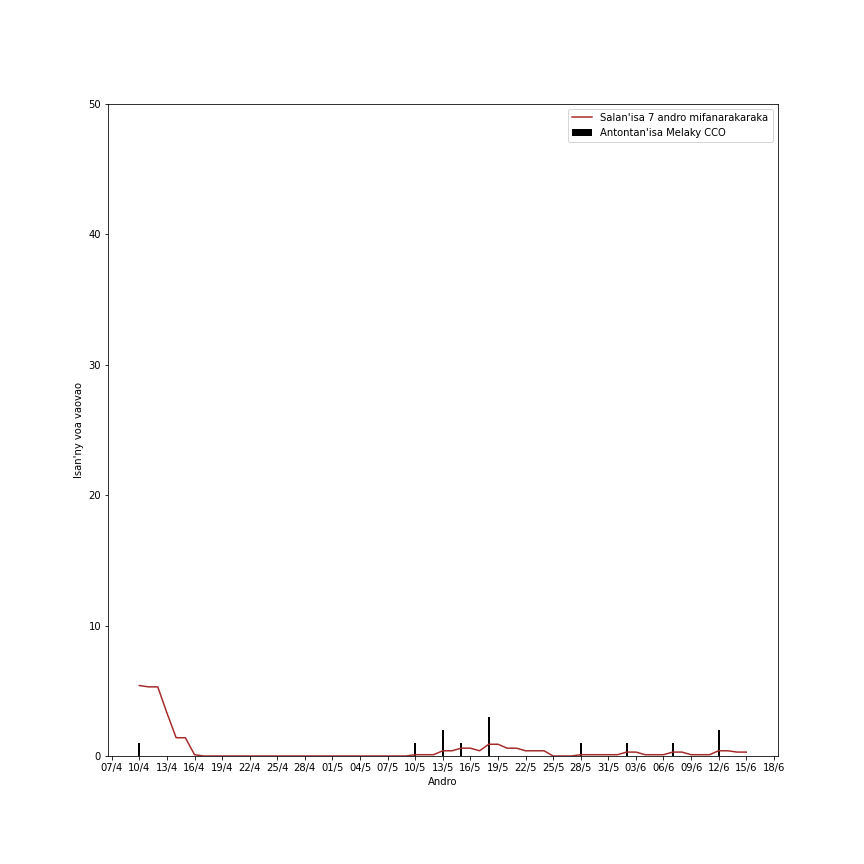 Salan'isa 7 andro mifanarakaraka
Antontan'isa Melaky CCO
50
40
30
20
10
0
Isan'ny voa vaovao
07/4 10/4 13/4 16/4 19/4 22/4 25/4 28/4 01/5 04/5 07/5 10/5 13/5 16/5 19/5 22/5 25/5 28/5 31/5 03/6 06/6 09/6 12/6 15/6 18/6
Andro